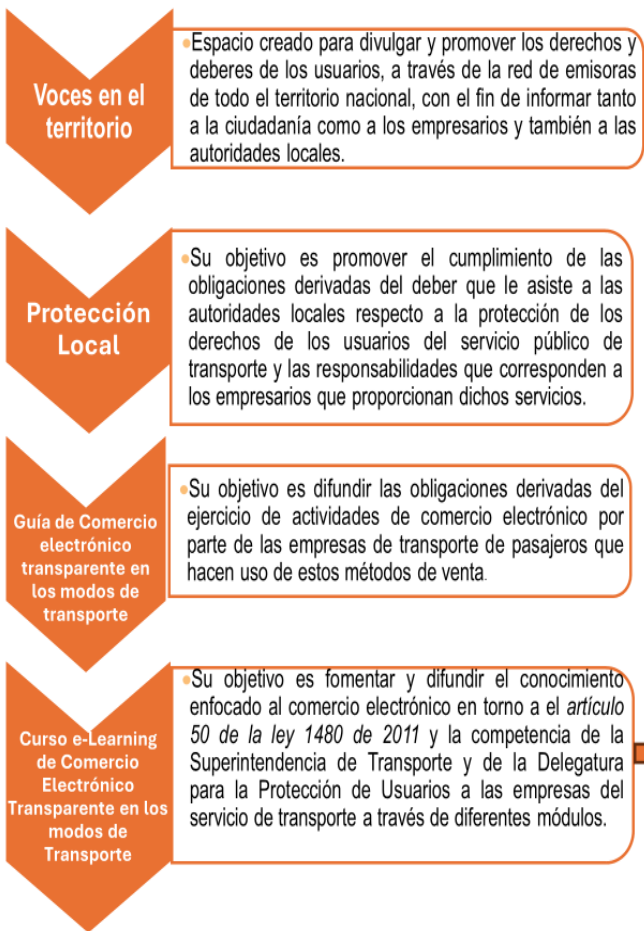 Voces en el
territorio
•Espacio creado para divulgar y promover los derechos y
deberes de los usuarios, a través de la red de emisoras
de todo el territorio nacional, con el fin de informar tanto
a la ciudadanía como a los empresarios y también a las
autoridades locales.
Protección
Local
•Su objetivo es promover el cumplimiento de las
obligaciones derivadas del deber que le asiste a las
autoridades locales respecto a la protección de los
derechos de los usuarios del servicio público de
transporte y las responsabilidades que corresponden a
los empresarios que proporcionan dichos servicios.
Guía de Comercio
electrónico
transparente en
los modos de
transporte
•Su objetivo es difundir las obligaciones derivadas del
ejercicio de actividades de comercio electrónico por
parte de las empresas de transporte de pasajeros que
hacen uso de estos métodos de venta.
Curso e-Learning
de Comercio
Electrónico
Transparente en los
modos de
Transporte
•Su objetivo es fomentar y difundir el conocimiento
enfocado al comercio electrónico en torno a el artículo
50 de la ley 1480 de 2011 y la competencia de la
Superintendencia de Transporte y de la Delegatura
para la Protección de Usuarios a las empresas del
servicio de transporte a través de diferentes módulos.